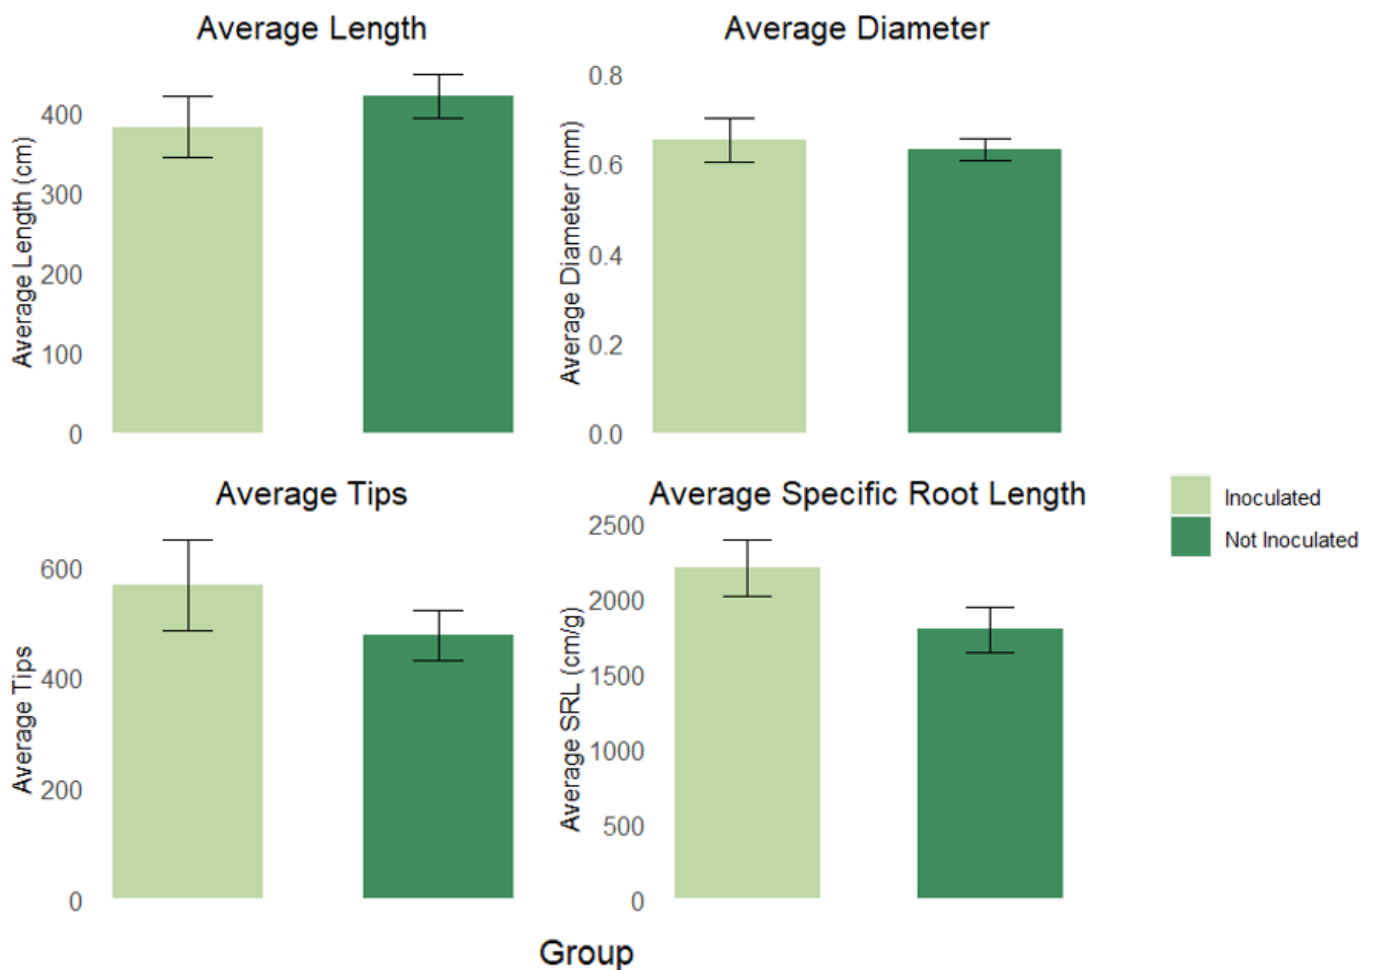 Average Length
Average Length (cm)
400
300
200
100
0
Average Diameter
Average Diameter (mm)
0.8
0.6
0.4
0.2
0.0
Average Tips
Average Tips
600
400
200
0
Average Specific Root Length
Average SRL (cm/g)
2500
2000
1500
1000
500
0
Inoculated
Not Inoculated
Group